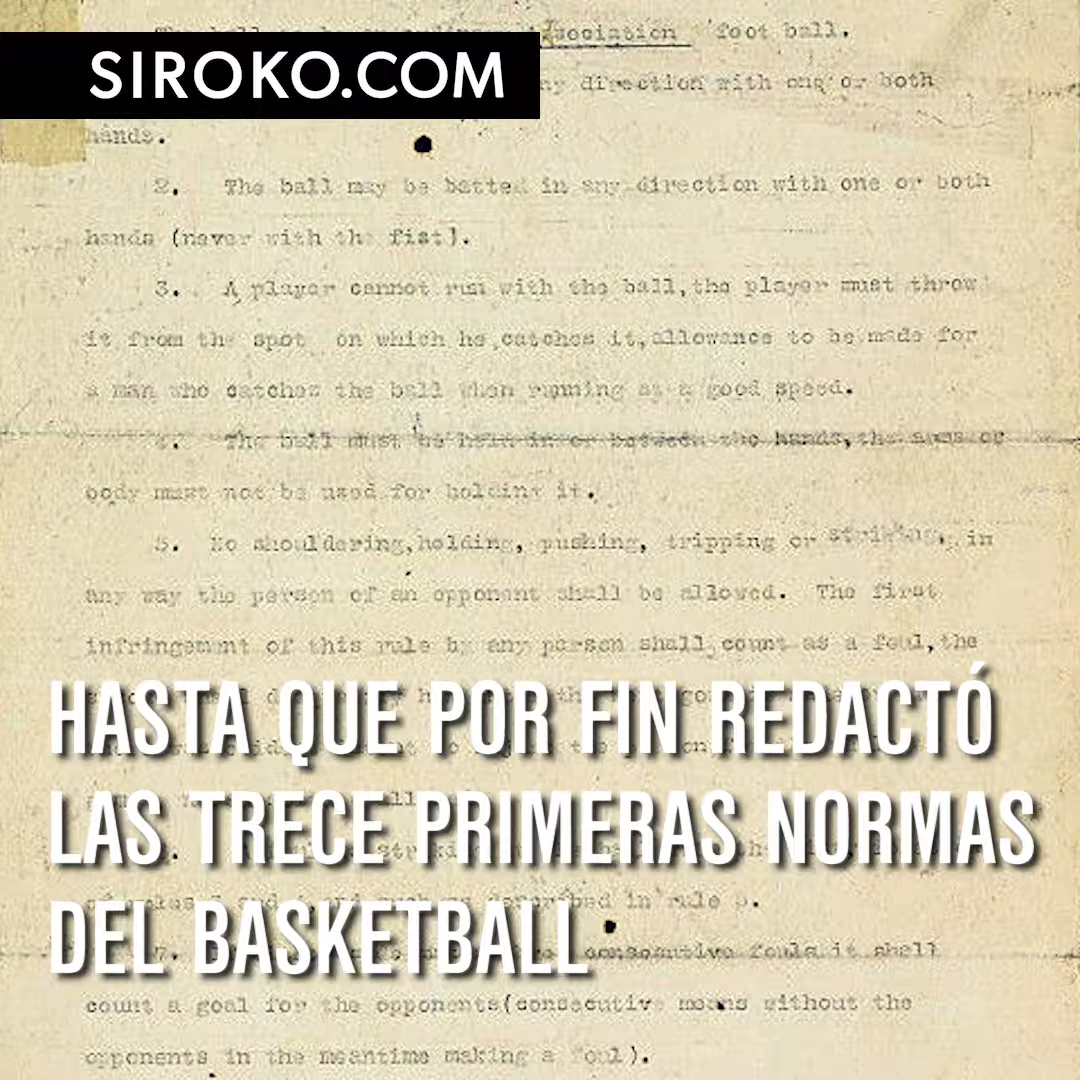 ssociation foot ball.
SIROKO.COM
direction with one or both
hands.
2. The ball may be batted in any direction with one or both
hands (never with the fist).
3. A player cannot run with the ball, the player must throw
it from the spot on which he catches it, allowance to be made for
a man who catches the ball when running at a good speed.
4. The ball must be held in or between the hands, the arms or
body must not be used for holding it.
5. No shouldering, holding, pushing, tripping or striking, in
any way the person of an opponent shall be allowed. The first
infringement of this rule by any person shall count as a foul, the
HASTA QUE POR FIN REDACTÓ
LAS TRECE PRIMERAS NORMAS
in rule
DEL BASKETBALL
7. consecutive fouls it shall
count a goal for the opponents (consecutive means without the
opponents in the meantime making a foul).